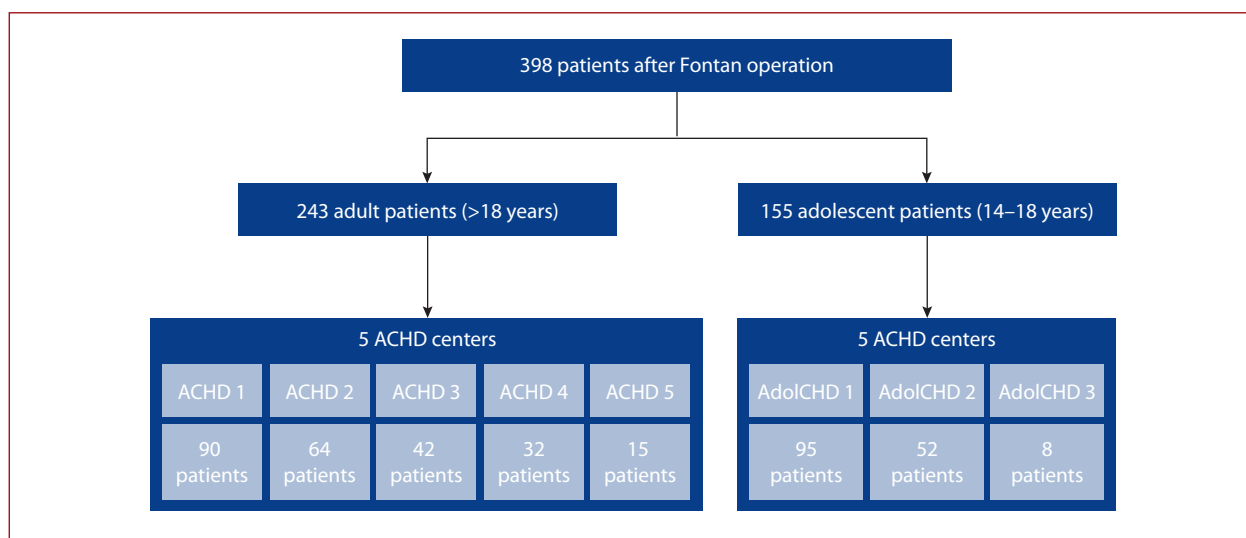 398 patients after Fontan operation
243 adult patients (>18 years)
155 adolescent patients (14–18 years)
5 ACHD centers
ACHD 1
ACHD 2
ACHD 3
ACHD 4
ACHD 5
90
patients
64
patients
42
patients
32
patients
15
patients
5 ACHD centers
AdolCHD 1
AdolCHD 2
AdolCHD 3
95
patients
52
patients
8
patients